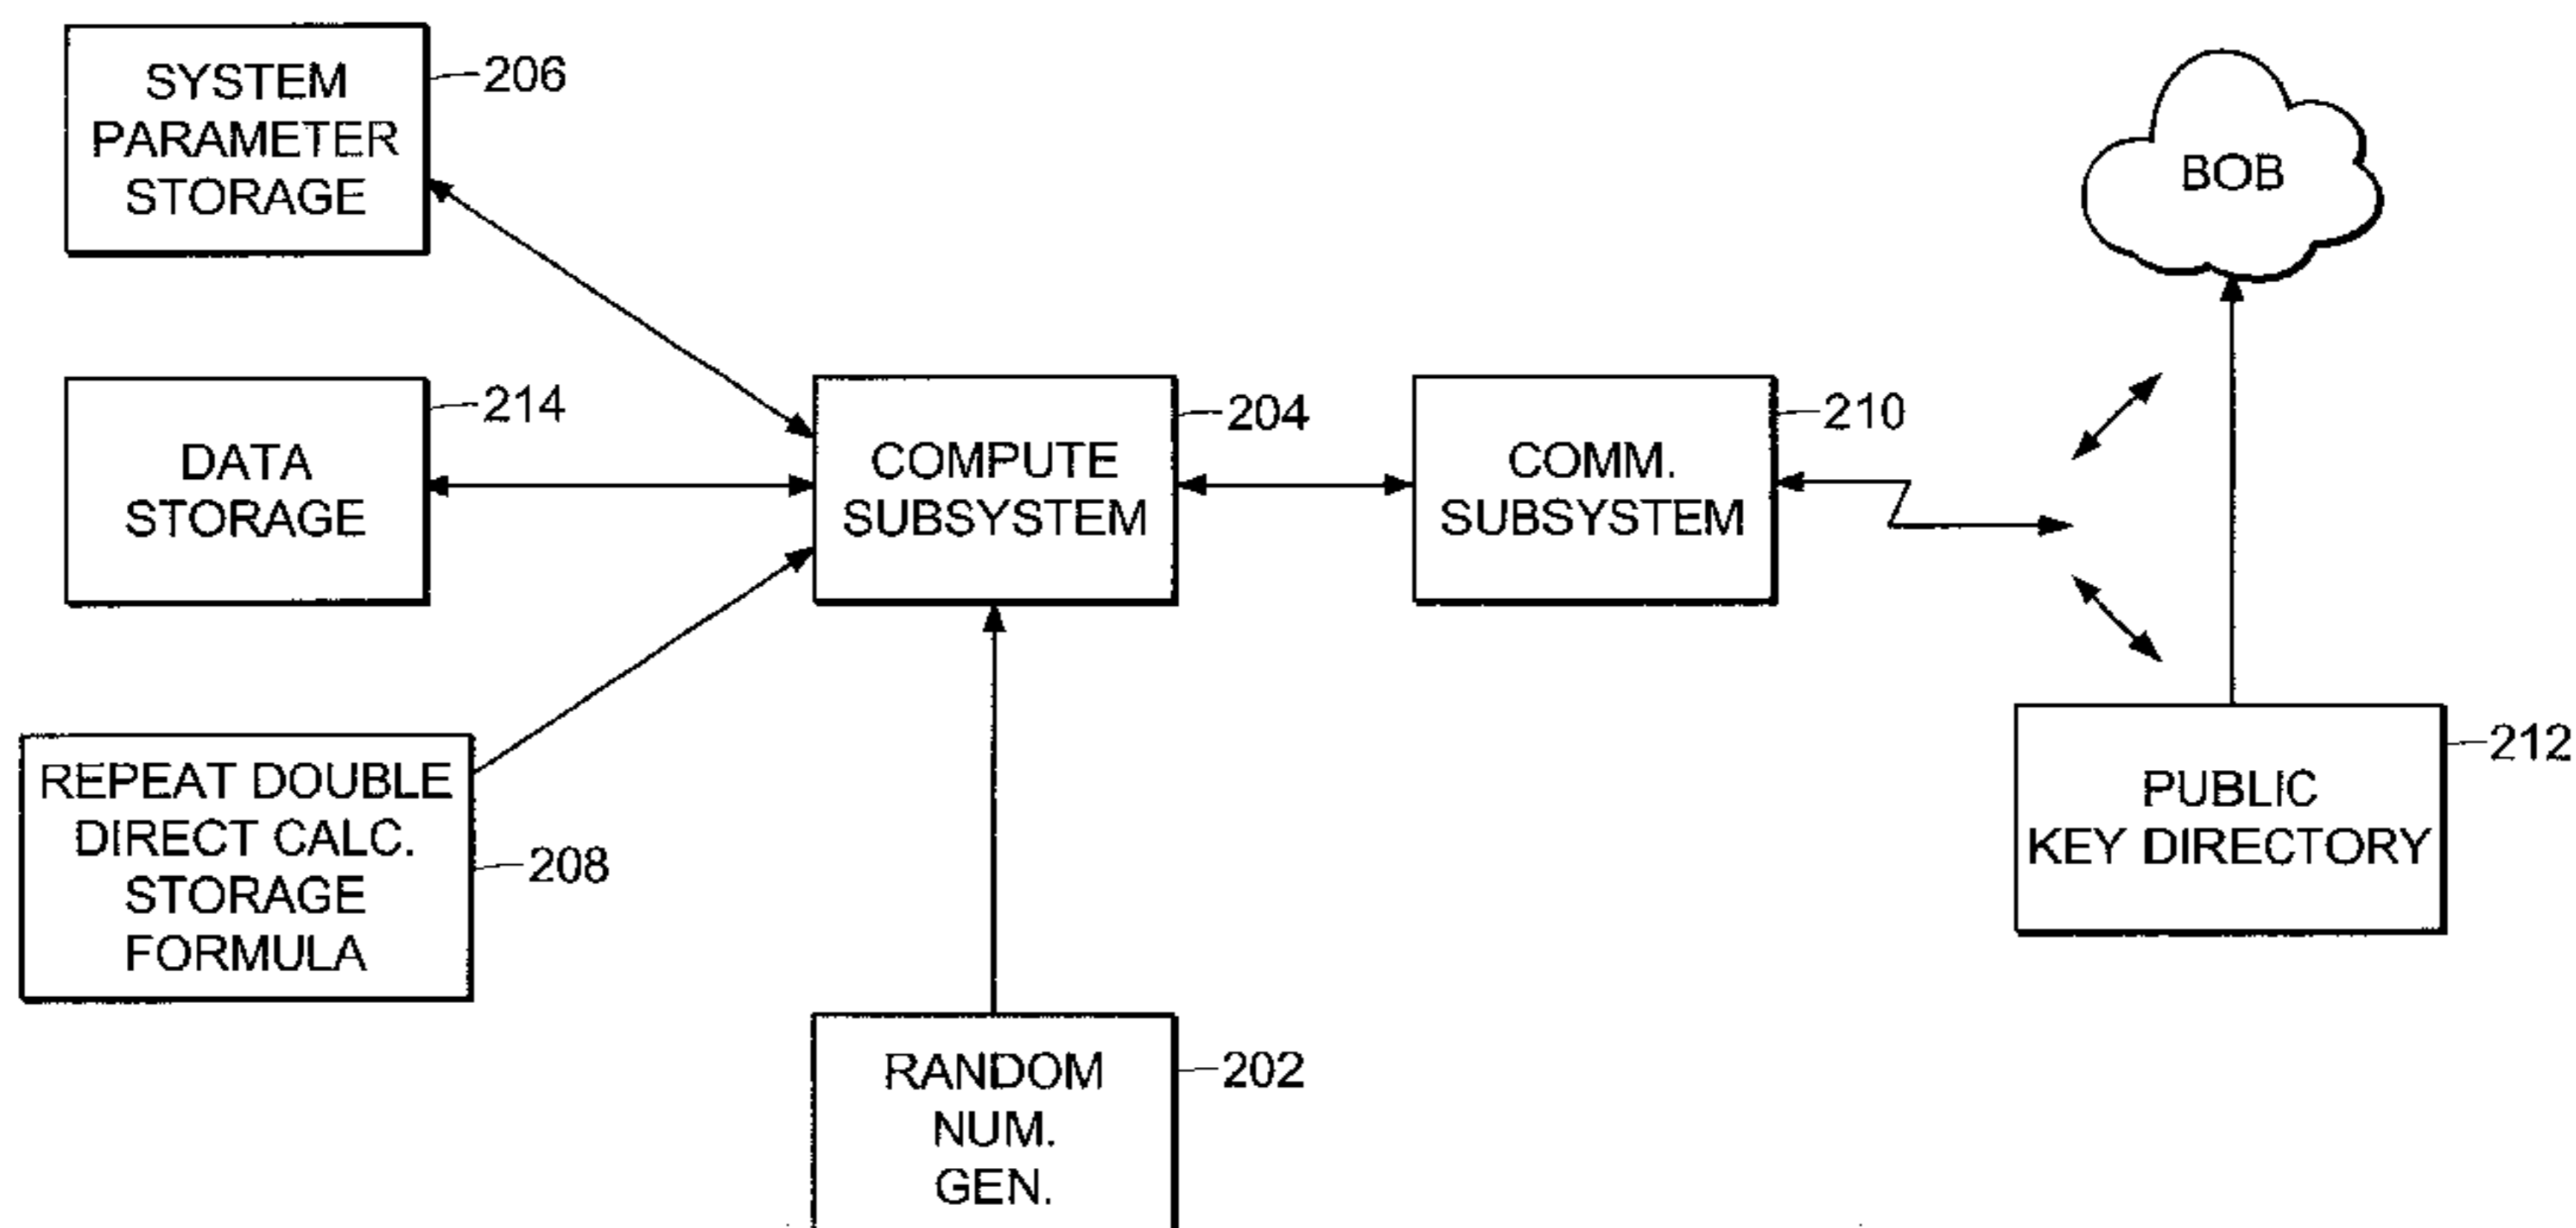 SYSTEM
PARAMETER
STORAGE
206
BOB
DATA
STORAGE
214
COMPUTE
SUBSYSTEM
204
COMM.
SUBSYSTEM
210
REPEAT DOUBLE
DIRECT CALC.
STORAGE
FORMULA
208
PUBLIC
KEY DIRECTORY
212
RANDOM
NUM.
GEN.
202